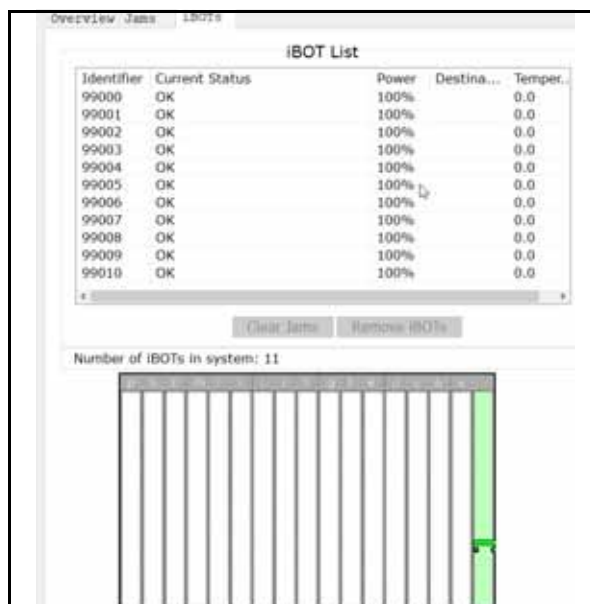 Overview Jams iBOTs
iBOT List
Identifier Current Status Power Destina... Temper..
99000 OK 100% 0.0
99001 OK 100% 0.0
99002 OK 100% 0.0
99003 OK 100% 0.0
99004 OK 100% 0.0
99005 OK 100% 0.0
99006 OK 100% 0.0
99007 OK 100% 0.0
99008 OK 100% 0.0
99009 OK 100% 0.0
99010 OK 100% 0.0
Clear Jams Remove iBOTs
Number of iBOTs in system: 11